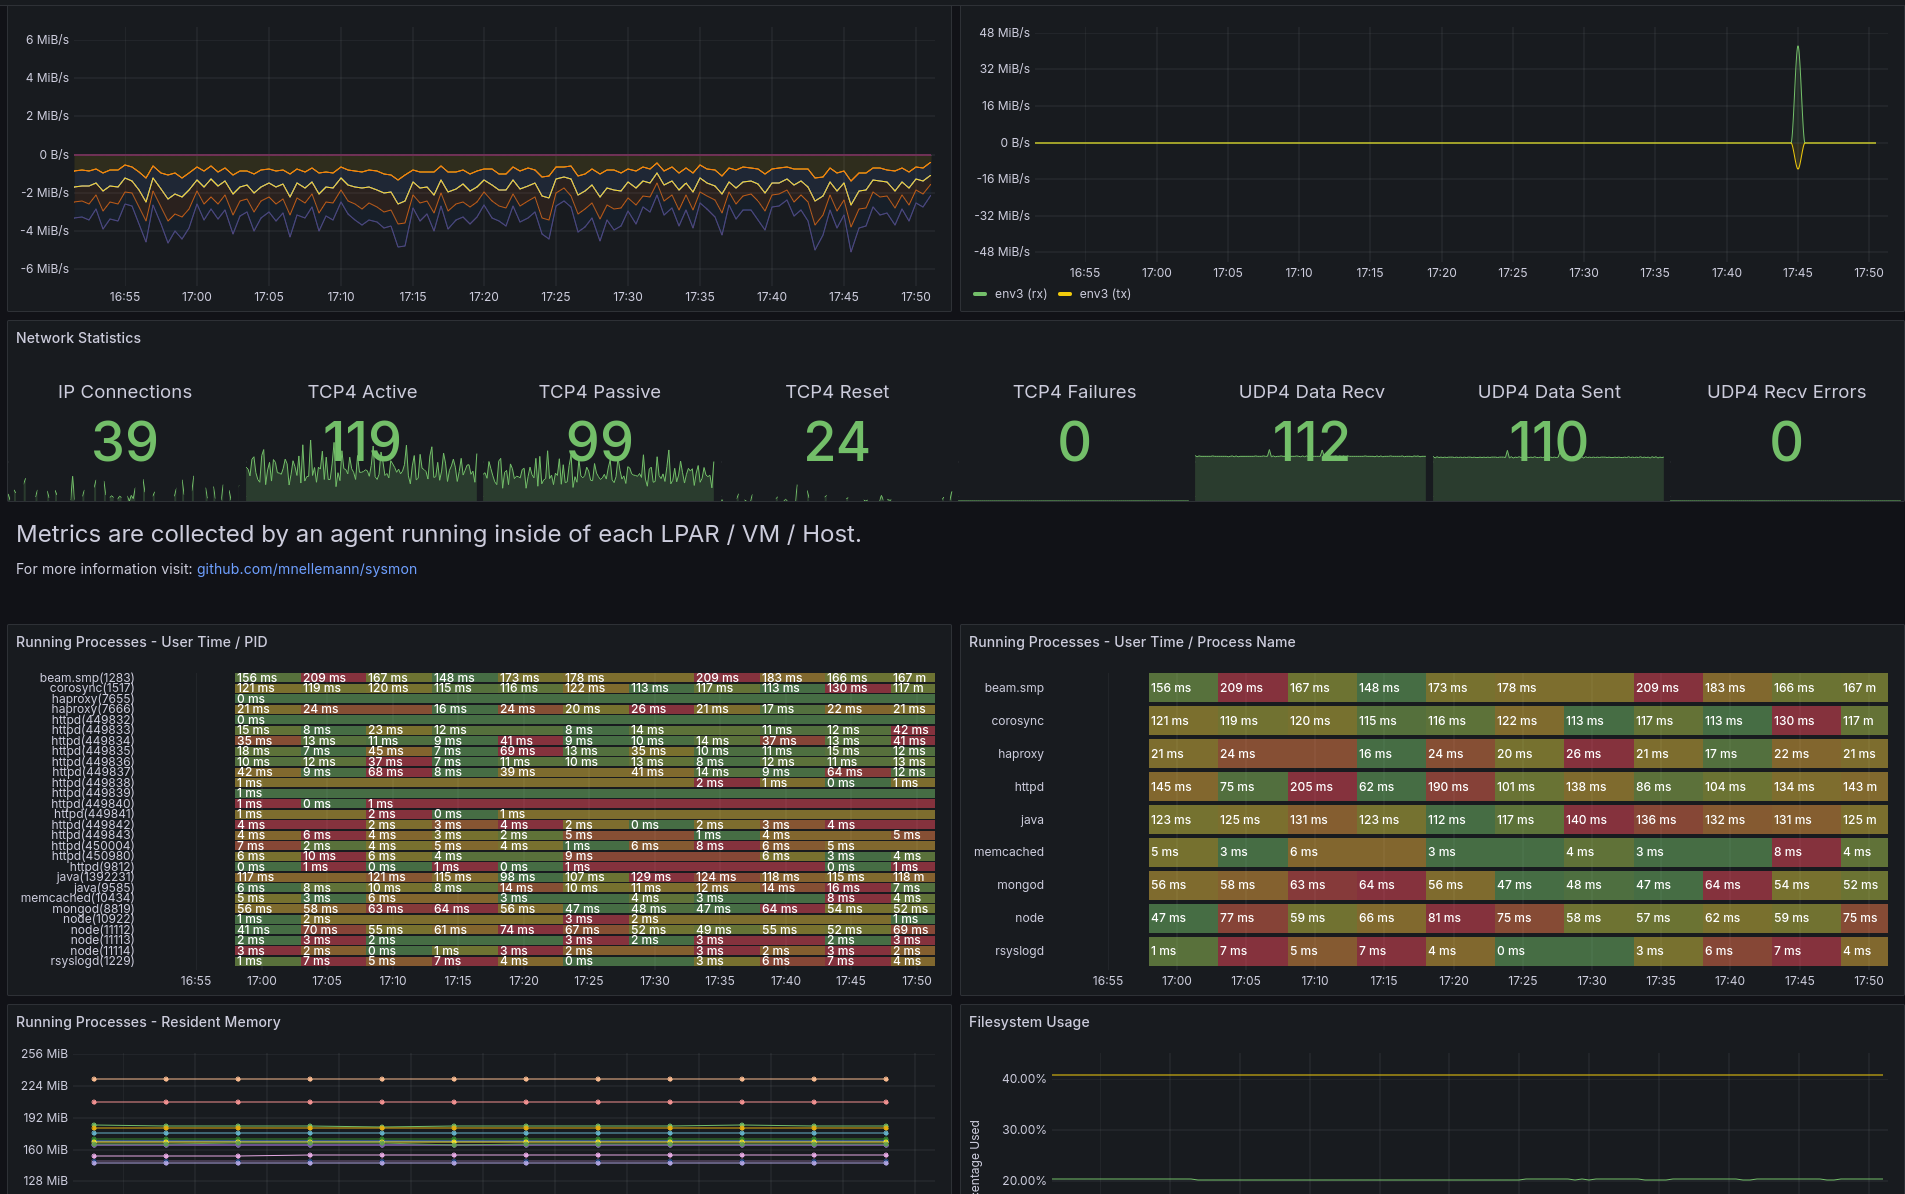 6 MiB/s
4 MiB/s
2 MiB/s
0 B/s
-2 MiB/s
-4 MiB/s
-6 MiB/s
16:55 17:00 17:05 17:10 17:15 17:20 17:25 17:30 17:35 17:40 17:45 17:50
48 MiB/s
32 MiB/s
16 MiB/s
0 B/s
-16 MiB/s
-32 MiB/s
-48 MiB/s
16:55 17:00 17:05 17:10 17:15 17:20 17:25 17:30 17:35 17:40 17:45 17:50
env3 (rx) env3 (tx)
Network Statistics
IP Connections TCP4 Active TCP4 Passive TCP4 Reset TCP4 Failures UDP4 Data Recv UDP4 Data Sent UDP4 Recv Errors
39 119 99 24 0 112 110 0
Metrics are collected by an agent running inside of each LPAR / VM / Host.
For more information visit: github.com/mnellemann/sysmon
Running Processes - User Time / PID
beam.smp(1283) 156 ms 209 ms 167 ms 148 ms 173 ms 178 ms 209 ms 183 ms 166 ms 167 m
corosync(1517) 121 ms 119 ms 120 ms 115 ms 116 ms 122 ms 113 ms 117 ms 113 ms 130 ms 117 m
haproxy(7655) 0 ms
haproxy(7666) 21 ms 24 ms 16 ms 24 ms 20 ms 26 ms 21 ms 17 ms 22 ms 21 ms
httpd(449832) 0 ms
httpd(449833) 15 ms 8 ms 23 ms 12 ms 8 ms 14 ms 11 ms 12 ms 42 ms
httpd(449834) 35 ms 13 ms 11 ms 9 ms 41 ms 9 ms 10 ms 14 ms 37 ms 13 ms 41 ms
httpd(449835) 18 ms 7 ms 45 ms 7 ms 69 ms 13 ms 35 ms 10 ms 11 ms 15 ms 12 ms
httpd(449836) 10 ms 12 ms 37 ms 7 ms 11 ms 10 ms 13 ms 8 ms 12 ms 11 ms 13 ms
httpd(449837) 42 ms 9 ms 68 ms 8 ms 39 ms 41 ms 14 ms 9 ms 64 ms 12 ms
httpd(449838) 1 ms 2 ms 1 ms 0 ms 1 ms
httpd(449839) 1 ms
httpd(449840) 1 ms 0 ms 1 ms
httpd(449841) 1 ms 2 ms 0 ms 1 ms
httpd(449842) 4 ms 2 ms 3 ms 4 ms 2 ms 0 ms 2 ms 3 ms 4 ms
httpd(449843) 4 ms 6 ms 4 ms 3 ms 2 ms 5 ms 1 ms 4 ms 5 ms
httpd(450004) 7 ms 2 ms 4 ms 5 ms 4 ms 1 ms 6 ms 8 ms 6 ms 5 ms
httpd(450980) 6 ms 10 ms 6 ms 4 ms 9 ms 6 ms 3 ms 4 ms
httpd(9812) 0 ms 1 ms 0 ms 1 ms 0 ms 1 ms 0 ms 1 ms
java(1392231) 117 ms 121 ms 115 ms 98 ms 107 ms 129 ms 124 ms 118 ms 115 ms 118 m
java(9585) 6 ms 8 ms 10 ms 8 ms 14 ms 10 ms 11 ms 12 ms 14 ms 16 ms 7 ms
memcached(10434) 5 ms 3 ms 6 ms 3 ms 4 ms 3 ms 8 ms 4 ms
mongod(8819) 56 ms 58 ms 63 ms 64 ms 56 ms 47 ms 48 ms 47 ms 64 ms 54 ms 52 ms
node(10922) 1 ms 2 ms 3 ms 2 ms 1 ms
node(11112) 41 ms 70 ms 55 ms 61 ms 74 ms 67 ms 52 ms 49 ms 55 ms 52 ms 69 ms
node(11113) 2 ms 3 ms 2 ms 3 ms 2 ms 3 ms 2 ms 3 ms
node(11114) 3 ms 2 ms 0 ms 1 ms 3 ms 2 ms 3 ms 2 ms 3 ms 2 ms
rsyslogd(1229) 1 ms 7 ms 5 ms 7 ms 4 ms 0 ms 3 ms 6 ms 7 ms 4 ms
16:55 17:00 17:05 17:10 17:15 17:20 17:25 17:30 17:35 17:40 17:45 17:50
Running Processes - User Time / Process Name
beam.smp 156 ms 209 ms 167 ms 148 ms 173 ms 178 ms 209 ms 183 ms 166 ms 167 m
corosync 121 ms 119 ms 120 ms 115 ms 116 ms 122 ms 113 ms 117 ms 113 ms 130 ms 117 m
haproxy 21 ms 24 ms 16 ms 24 ms 20 ms 26 ms 21 ms 17 ms 22 ms 21 ms
httpd 145 ms 75 ms 205 ms 62 ms 190 ms 101 ms 138 ms 86 ms 104 ms 134 ms 143 m
java 123 ms 125 ms 131 ms 123 ms 112 ms 117 ms 140 ms 136 ms 132 ms 131 ms 125 m
memcached 5 ms 3 ms 6 ms 3 ms 4 ms 3 ms 8 ms 4 ms
mongod 56 ms 58 ms 63 ms 64 ms 56 ms 47 ms 48 ms 47 ms 64 ms 54 ms 52 ms
node 47 ms 77 ms 59 ms 66 ms 81 ms 75 ms 58 ms 57 ms 62 ms 59 ms 75 ms
rsyslogd 1 ms 7 ms 5 ms 7 ms 4 ms 0 ms 3 ms 6 ms 7 ms 4 ms
16:55 17:00 17:05 17:10 17:15 17:20 17:25 17:30 17:35 17:40 17:45 17:50
Running Processes - Resident Memory
256 MiB
224 MiB
192 MiB
160 MiB
128 MiB
Filesystem Usage
40.00%
30.00%
20.00%
centage Used